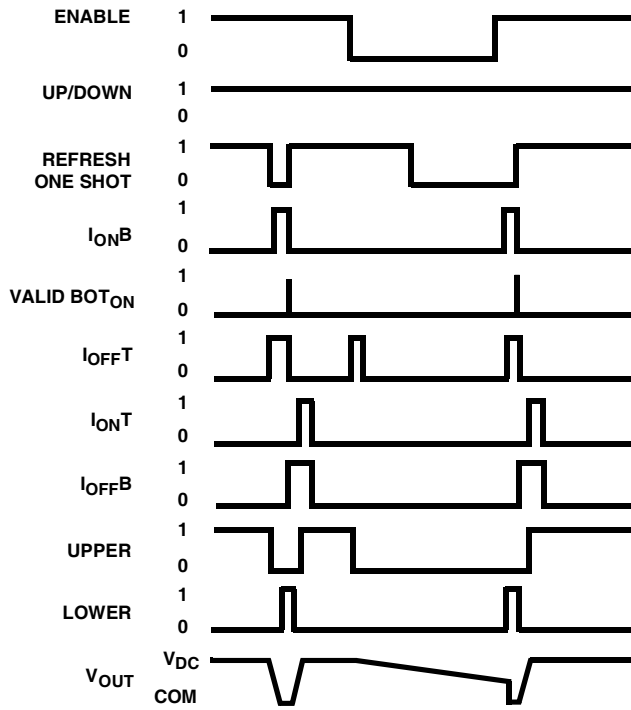 ENABLE 1
0
UP/DOWN 1
0
REFRESH ONE SHOT 1
0
IONB 1
0
VALID BOTON 1
0
IOFFT 1
0
IONT 1
0
IOFFB 1
0
UPPER 1
0
LOWER 1
0
VOUT VDC
COM